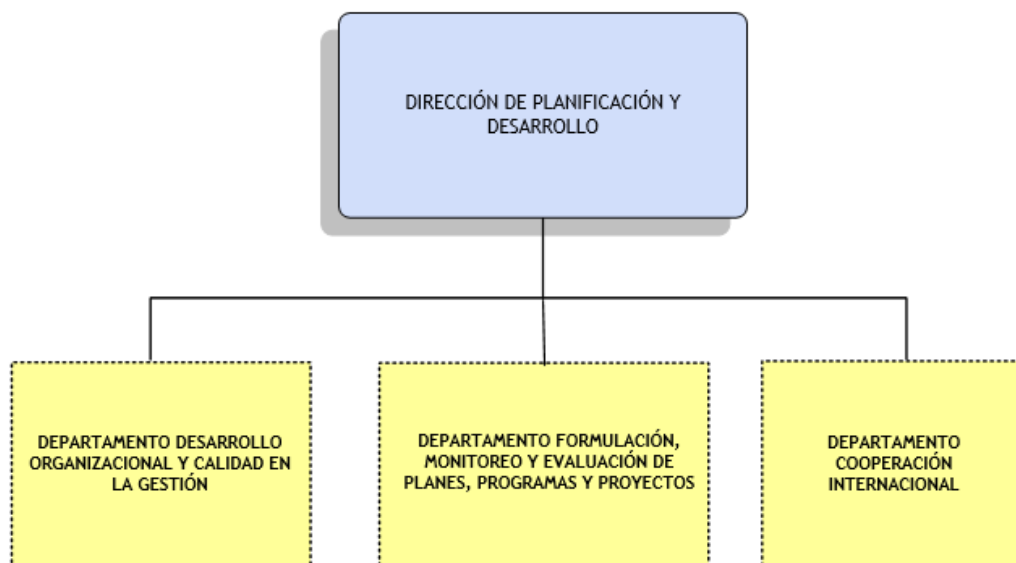 DIRECCIÓN DE PLANIFICACIÓN Y
DESARROLLO
DEPARTAMENTO DESARROLLO
ORGANIZACIONAL Y CALIDAD EN
LA GESTIÓN
DEPARTAMENTO FORMULACIÓN,
MONITOREO Y EVALUACIÓN DE
PLANES, PROGRAMAS Y PROYECTOS
DEPARTAMENTO
COOPERACIÓN
INTERNACIONAL